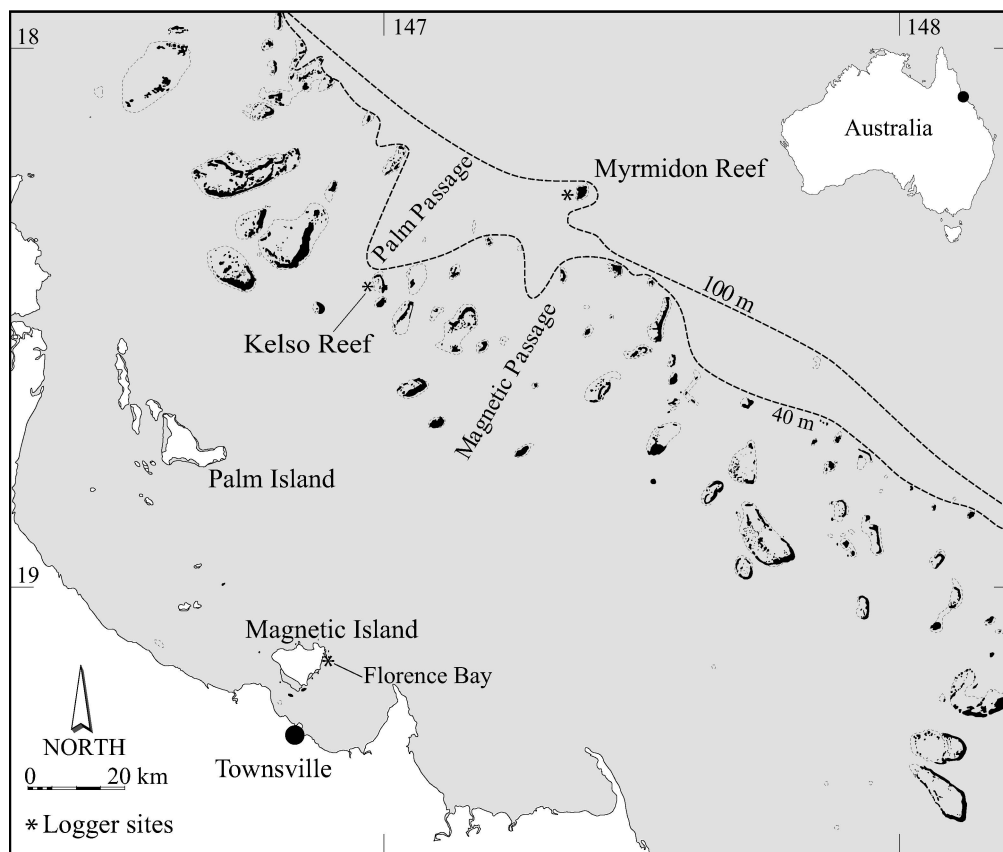 18
147
148
Australia
Myrmidon Reef
*
Palm Passage
*
Kelso Reef
100 m
Magnetic Passage
40 m
Palm Island
19
Magnetic Island
*
Florence Bay
NORTH
Townsville
0 20 km
* Logger sites